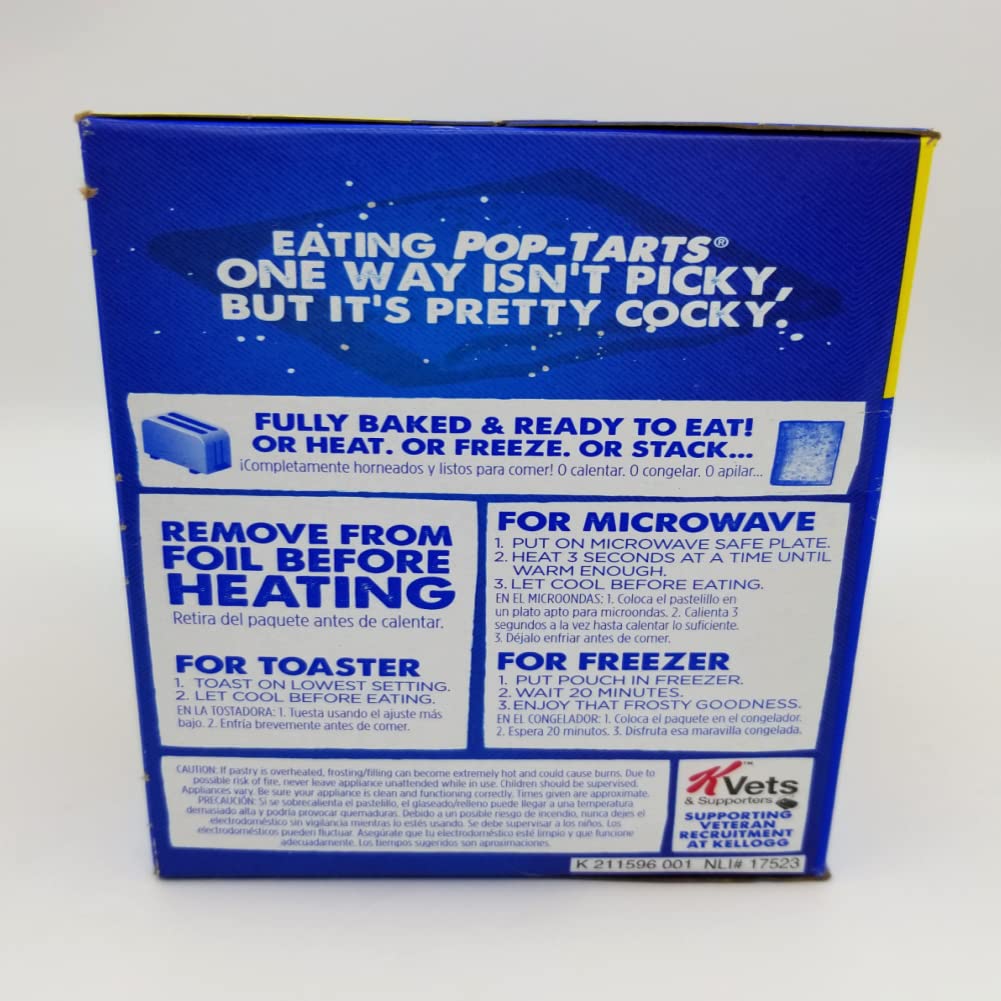 EATING POP-TARTS®
ONE WAY ISN'T PICKY,
BUT IT'S PRETTY COCKY.
FULLY BAKED & READY TO EAT!
OR HEAT. OR FREEZE. OR STACK...
¡Completamente horneados y listos para comer! O calentar. O congelar. O apilar...
REMOVE FROM
FOIL BEFORE
HEATING
Retira del paquete antes de calentar.
FOR TOASTER
1. TOAST ON LOWEST SETTING.
2. LET COOL BEFORE EATING.
EN LA TOSTADORA: 1. Tuesta usando el ajuste más
bajo. 2. Enfría brevemente antes de comer.
FOR MICROWAVE
1. PUT ON MICROWAVE SAFE PLATE.
2. HEAT 3 SECONDS AT A TIME UNTIL
WARM ENOUGH.
3. LET COOL BEFORE EATING.
EN EL MICROONDAS: 1. Coloca el pastelillo en
un plato apto para microondas. 2. Calienta 3
segundos a la vez hasta calentar lo suficiente.
3. Déjalo enfriar antes de comer.
FOR FREEZER
1. PUT POUCH IN FREEZER.
2. WAIT 20 MINUTES.
3. ENJOY THAT FROSTY GOODNESS.
EN EL CONGELADOR: 1. Coloca el paquete en el congelador.
2. Espera 20 minutos. 3. Disfruta esa maravilla congelada.
CAUTION: If pastry is overheated, frosting/filling can become extremely hot and could cause burns. Due to
possible risk of fire, never leave appliance unattended while in use. Children should be supervised.
Appliances vary. Be sure your appliance is clean and functioning correctly. Times given are approximate.
PRECAUCIÓN: Si se sobrecalienta el pastelillo, el glaseado/relleno puede llegar a una temperatura
demasiado alta y podría provocar quemaduras. Debido a un posible riesgo de incendio, nunca dejes el
electrodoméstico sin vigilancia mientras lo estés usando. Se debe supervisar a los niños. Los
electrodomésticos pueden fluctuar. Asegúrate que tu electrodoméstico esté limpio y que funcione
adecuadamente. Los tiempos sugeridos son aproximaciones.
K Vets™
& Supporters
SUPPORTING
VETERAN
RECRUITMENT
AT KELLOGG
K 211596 001 NLI# 17523